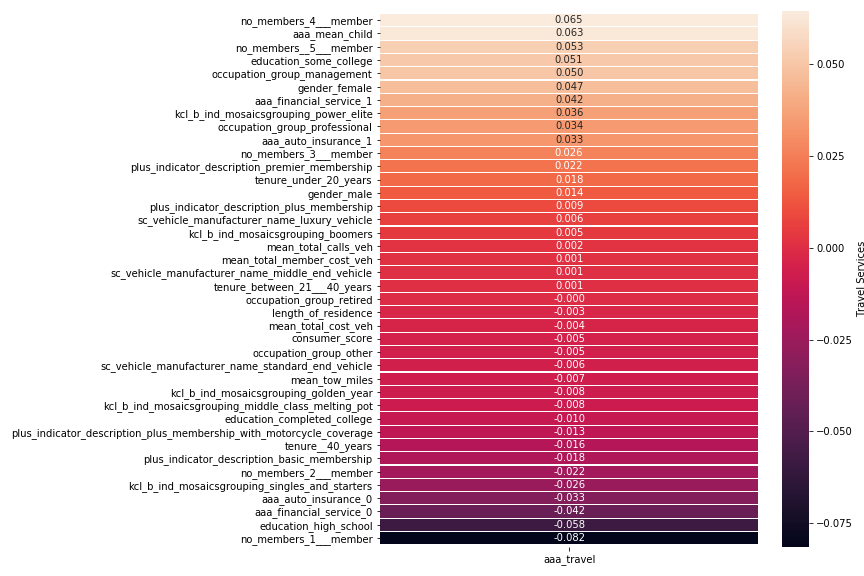 no_members_4___member 0.065
aaa_mean_child 0.063
no_members__5___member 0.053
education_some_college 0.051
occupation_group_management 0.050
gender_female 0.047
aaa_financial_service_1 0.042
kcl_b_ind_mosaicsgrouping_power_elite 0.036
occupation_group_professional 0.034
aaa_auto_insurance_1 0.033
no_members_3___member 0.026
plus_indicator_description_premier_membership 0.022
tenure_under_20_years 0.018
gender_male 0.014
plus_indicator_description_plus_membership 0.009
sc_vehicle_manufacturer_name_luxury_vehicle 0.006
kcl_b_ind_mosaicsgrouping_boomers 0.005
mean_total_calls_veh 0.002
mean_total_member_cost_veh 0.001
sc_vehicle_manufacturer_name_middle_end_vehicle 0.001
tenure_between_21___40_years 0.001
occupation_group_retired -0.000
length_of_residence -0.003
mean_total_cost_veh -0.004
consumer_score -0.005
occupation_group_other -0.005
sc_vehicle_manufacturer_name_standard_end_vehicle -0.006
mean_tow_miles -0.007
kcl_b_ind_mosaicsgrouping_golden_year -0.008
kcl_b_ind_mosaicsgrouping_middle_class_melting_pot -0.008
education_completed_college -0.010
plus_indicator_description_plus_membership_with_motorcycle_coverage -0.013
tenure__40_years -0.016
plus_indicator_description_basic_membership -0.018
no_members_2___member -0.022
kcl_b_ind_mosaicsgrouping_singles_and_starters -0.026
aaa_auto_insurance_0 -0.033
aaa_financial_service_0 -0.042
education_high_school -0.058
no_members_1___member -0.082
aaa_travel
0.050
0.025
0.000
−0.025
−0.050
−0.075
Travel Services